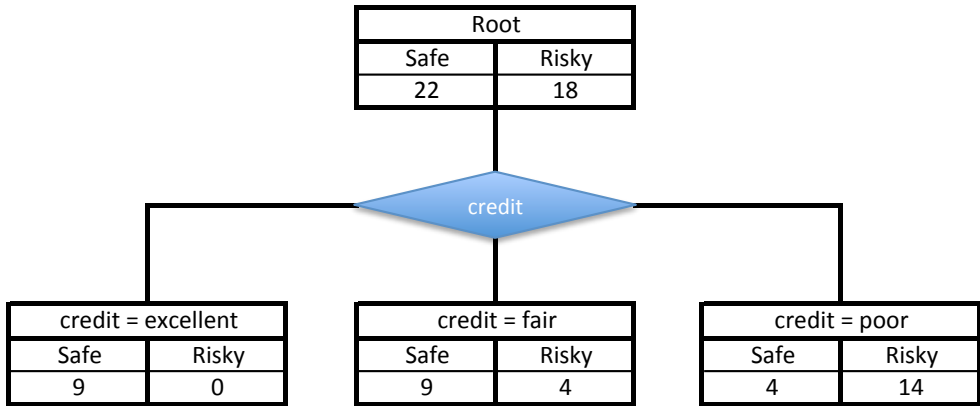 Root
Safe Risky
22 18
credit
credit = excellent
Safe Risky
9 0
credit = fair
Safe Risky
9 4
credit = poor
Safe Risky
4 14